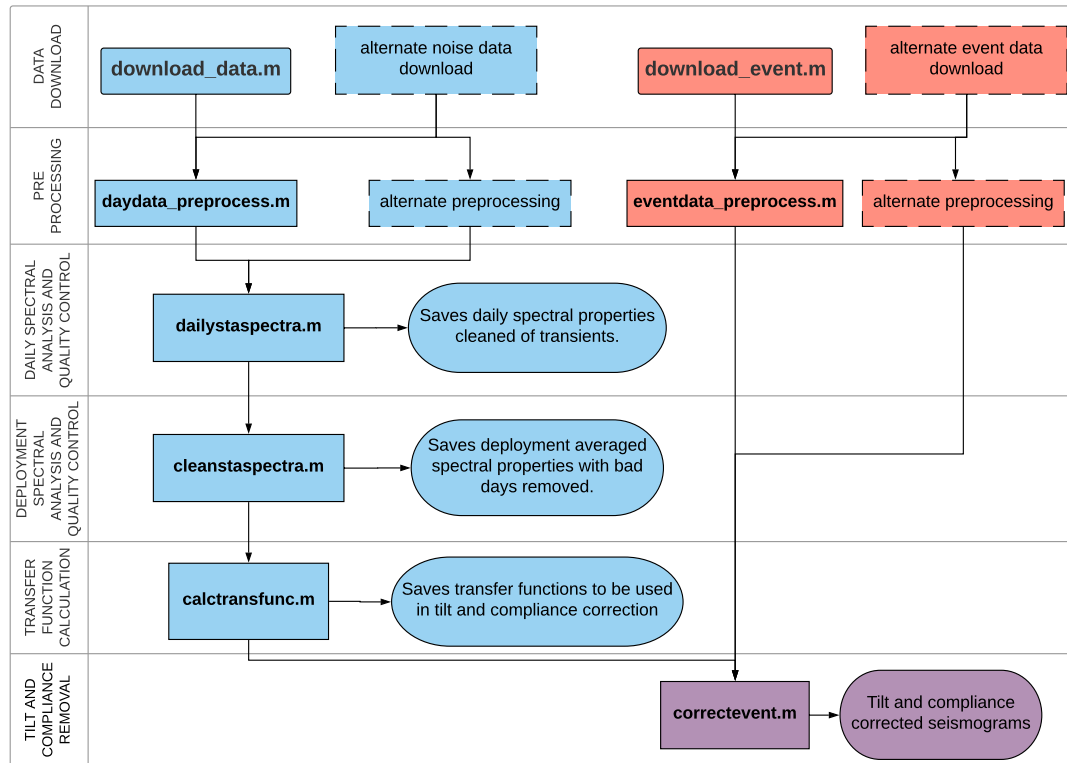 DATA
DOWNLOAD
download_data.m
alternate noise data
download
download_event.m
alternate event data
download
PRE
PROCESSING
daydata_preprocess.m
alternate preprocessing
eventdata_preprocess.m
alternate preprocessing
DAILY SPECTRAL
ANALYSIS AND
QUALITY CONTROL
dailystaspectra.m
Saves daily spectral properties
cleaned of transients.
DEPLOYMENT
SPECTRAL
ANALYSIS AND
QUALITY CONTROL
cleanstaspectra.m
Saves deployment averaged
spectral properties with bad
days removed.
TRANSFER
FUNCTION
CALCULATION
calctransfunc.m
Saves transfer functions to be used
in tilt and compliance correction
TILT AND
COMPLIANCE
REMOVAL
correctevent.m
Tilt and compliance
corrected seismograms